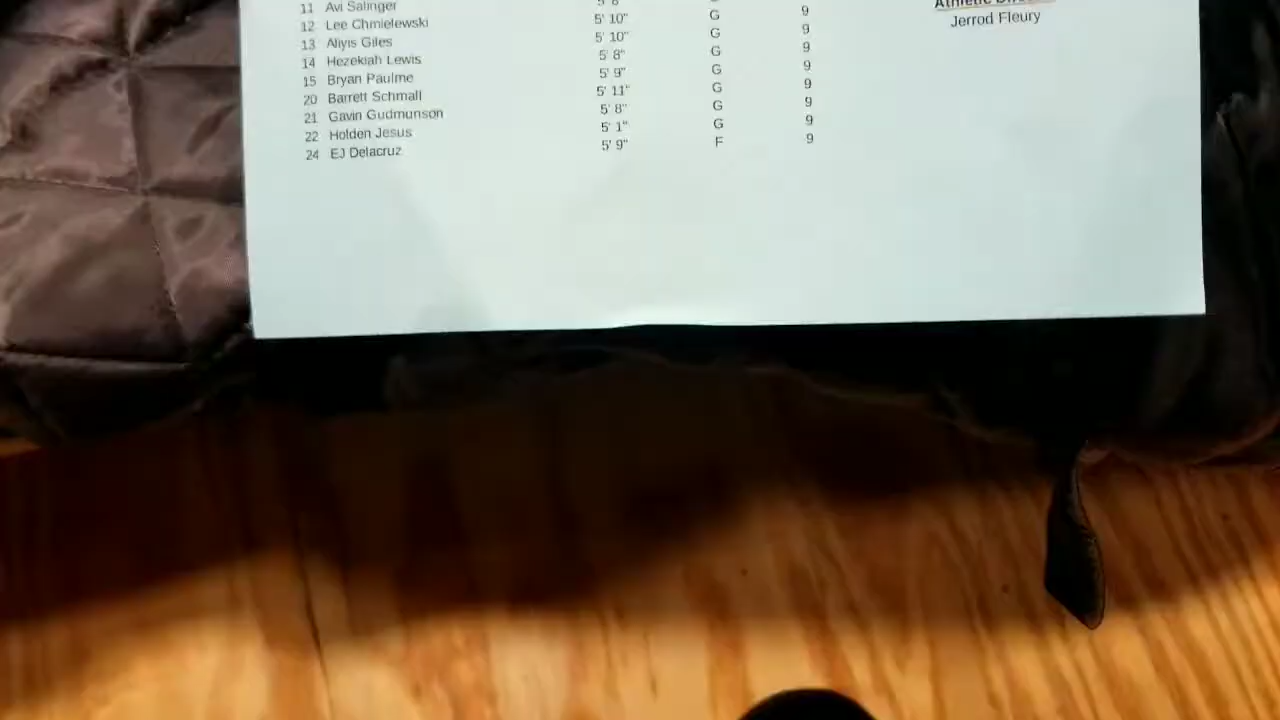 11 Avi Salinger
12 Lee Chmielewski 5' 10" G 9
13 Aliyis Giles 5' 10" G 9
14 Hezekiah Lewis 5' 8" G 9
15 Bryan Paulme 5' 9" G 9
20 Barrett Schmall 5' 11" G 9
21 Gavin Gudmunson 5' 8" G 9
22 Holden Jesus 5' 1" G 9
24 EJ Delacruz 5' 9" F 9
Athletic
Jerrod Fleury